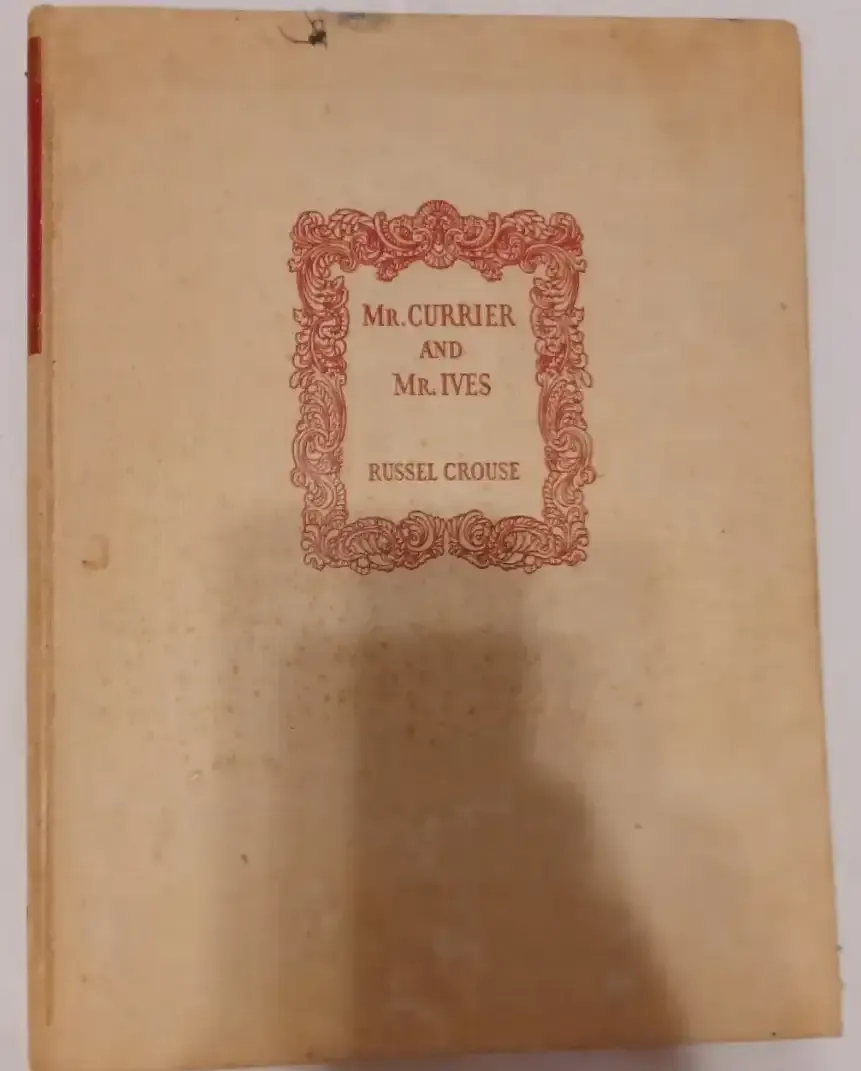 MR. CURRIER
AND
MR. IVES
RUSSEL CROUSE